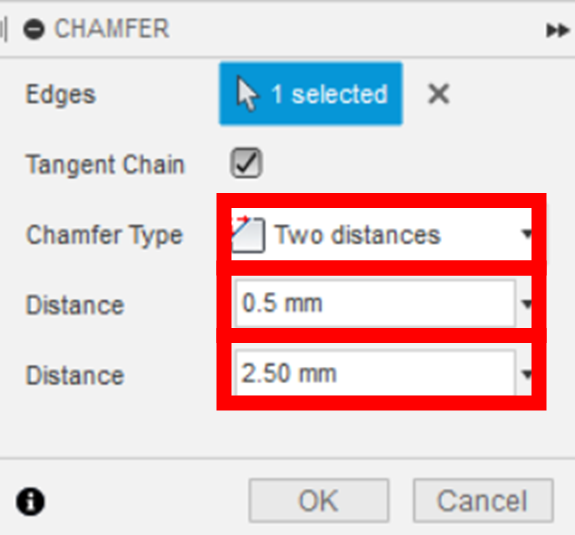 CHAMFER
Edges 1 selected
Tangent Chain
Chamfer Type Two distances
Distance 0.5 mm
Distance 2.50 mm
OK Cancel